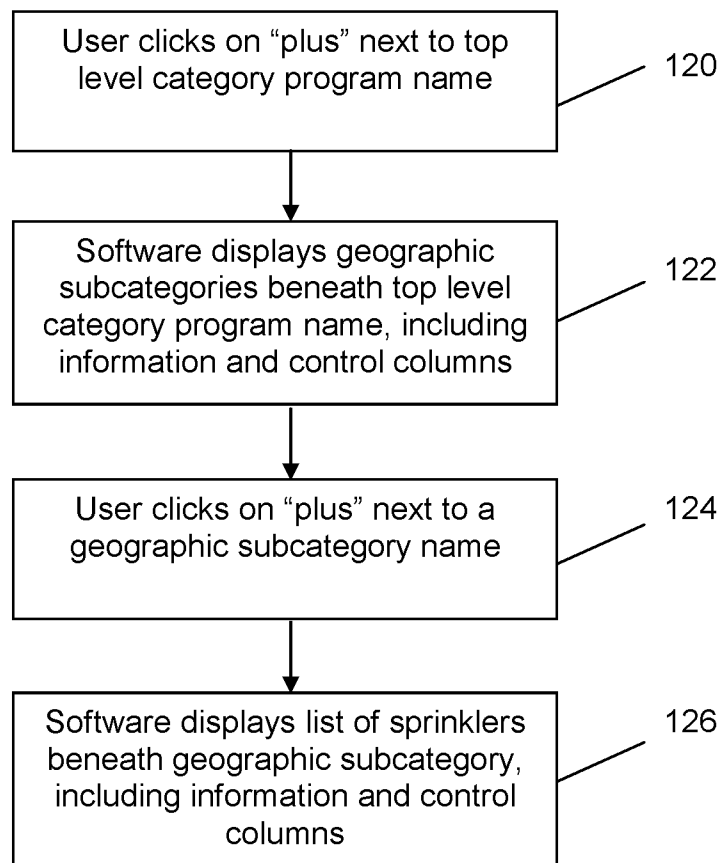 User clicks on “plus” next to top
level category program name
120
Software displays geographic
subcategories beneath top level
category program name, including
information and control columns
122
User clicks on “plus” next to a
geographic subcategory name
124
Software displays list of sprinklers
beneath geographic subcategory,
including information and control
columns
126